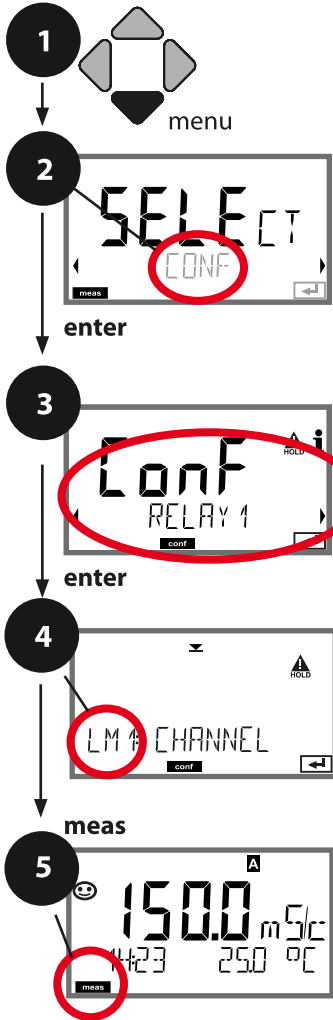 1
menu
2
SELECT
CONF
meas
enter
3
ConF
HOLD i
RELAY 1
conf
enter
4
HOLD
LM1: CHANNEL
conf
meas
5
A
150.0 mS/c
14:23 25.0 °C
meas